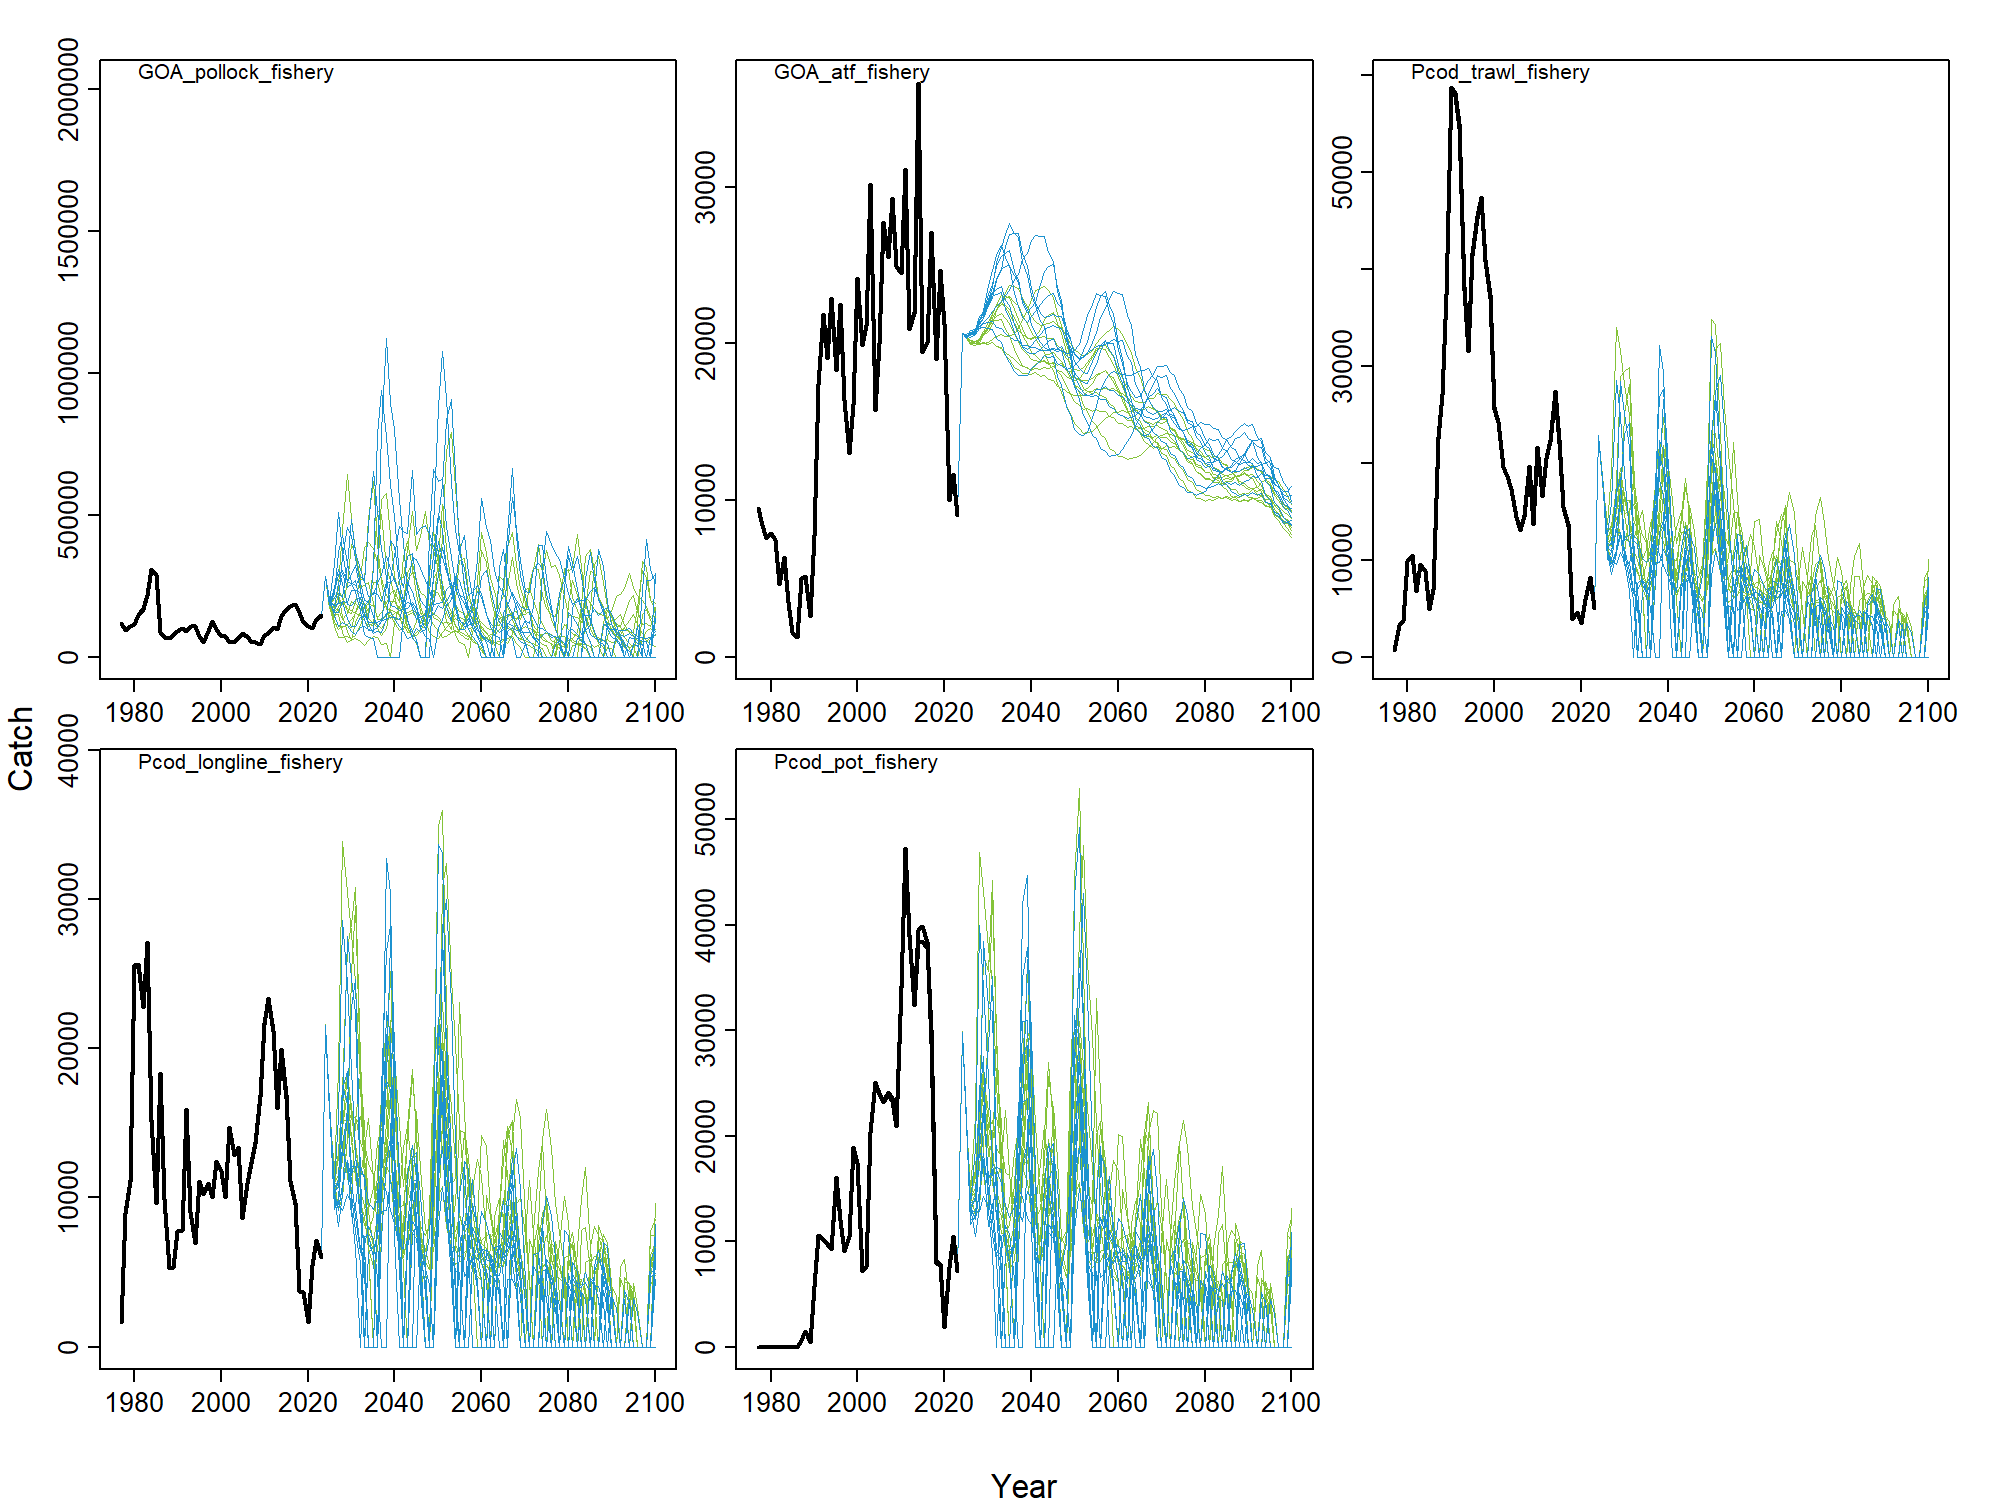 GOA_pollock_fishery
0
500000
1000000
1500000
2000000
1980 2000 2020 2040 2060 2080 2100
GOA_atf_fishery
0
10000
20000
30000
1980 2000 2020 2040 2060 2080 2100
Pcod_trawl_fishery
0
10000
30000
50000
1980 2000 2020 2040 2060 2080 2100
Catch
Pcod_longline_fishery
0
10000
20000
30000
40000
1980 2000 2020 2040 2060 2080 2100
Pcod_pot_fishery
0
10000
20000
30000
40000
50000
1980 2000 2020 2040 2060 2080 2100
Year